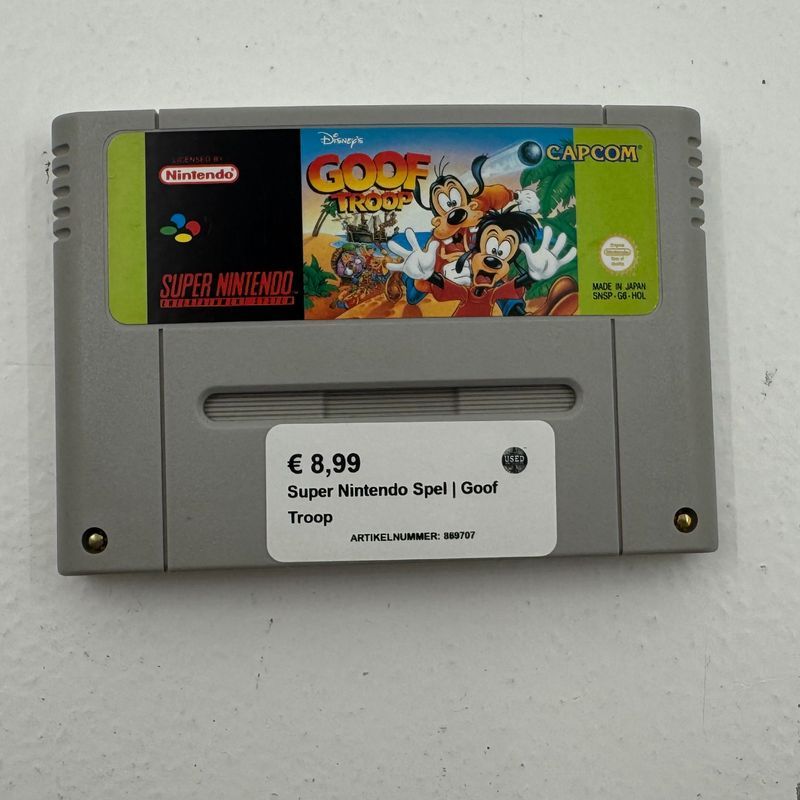 LICENSED BY
Nintendo
SUPER NINTENDO
ENTERTAINMENT SYSTEM
DISNEY'S
GOOF
TROOP
CAPCOM
Nintendo
MADE IN JAPAN
SNSP-G6-HOL
€ 8,99
USED
Super Nintendo Spel | Goof
Troop
ARTIKELNUMMER: 869707